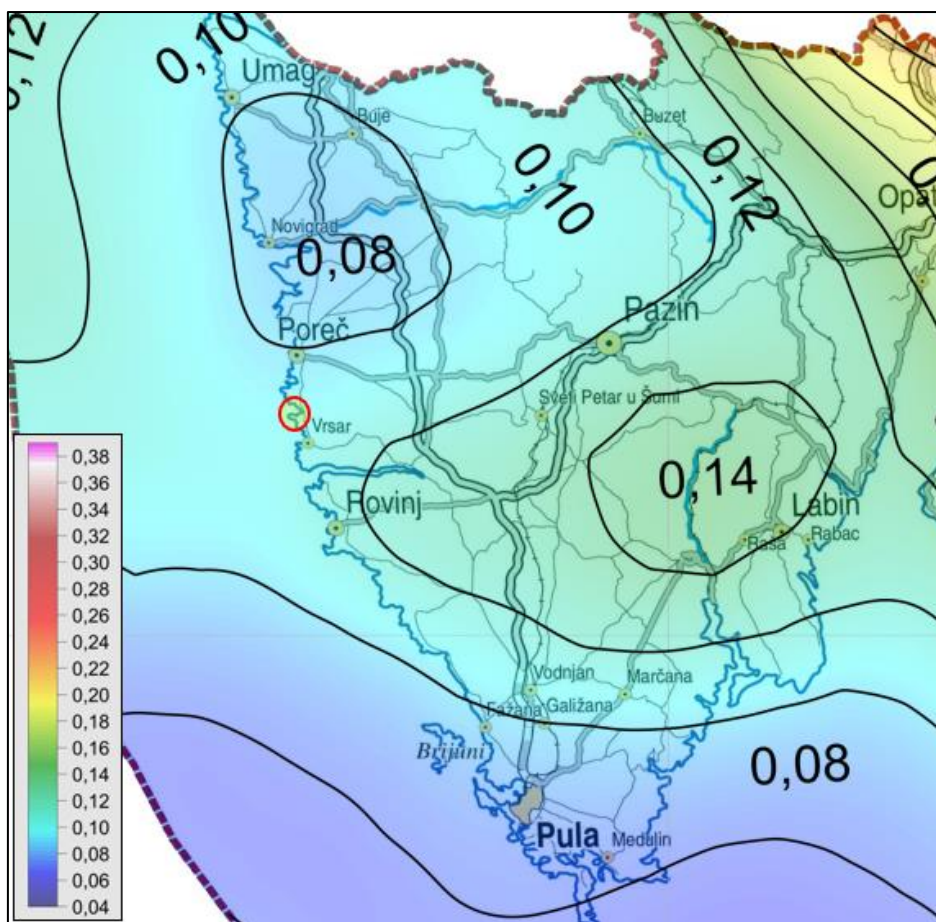 0,12
0,10
Umag
Buje
Buzet
0,10
0,12
Opat
Novigrad
0,08
Pazin
Poreč
Sveti Petar u Šumi
Vrsar
0,14
Rovinj
Labin
Raša
Rabac
0,38
0,36
0,34
0,32
0,30
0,28
0,26
0,24
0,22
0,20
0,18
0,16
0,14
0,12
0,10
0,08
0,06
0,04
Vodnjan
Marčana
Fažana
Galižana
Brijuni
0,08
Pula
Medulin